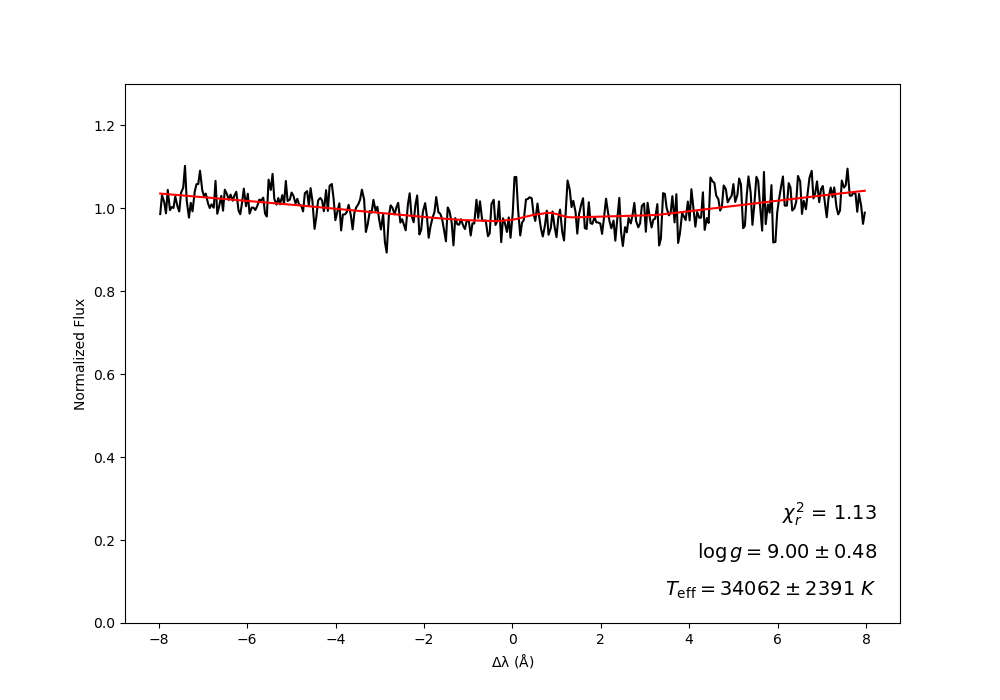 1.2
1.0
0.8
0.6
0.4
0.2
0.0
Normalized Flux
χ²ᵣ = 1.13
log g = 9.00 ± 0.48
T_eff = 34062 ± 2391 K
−8 −6 −4 −2 0 2 4 6 8
Δλ (Å)